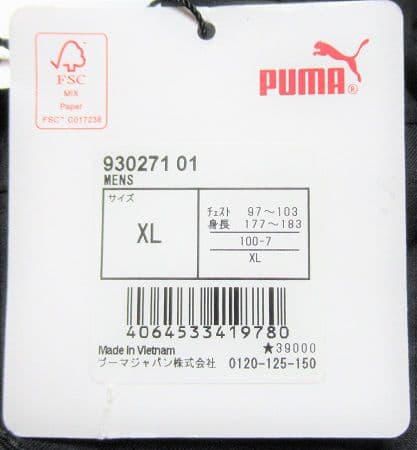 FSC
MIX
Paper
FSC™ C017238
PUMA®
930271 01
MENS
サイズ
XL
ﾁｪｽﾄ 97～103
身長 177～183
100-7
XL
4064533419780
Made in Vietnam
★39000
プーマジャパン株式会社 0120-125-150